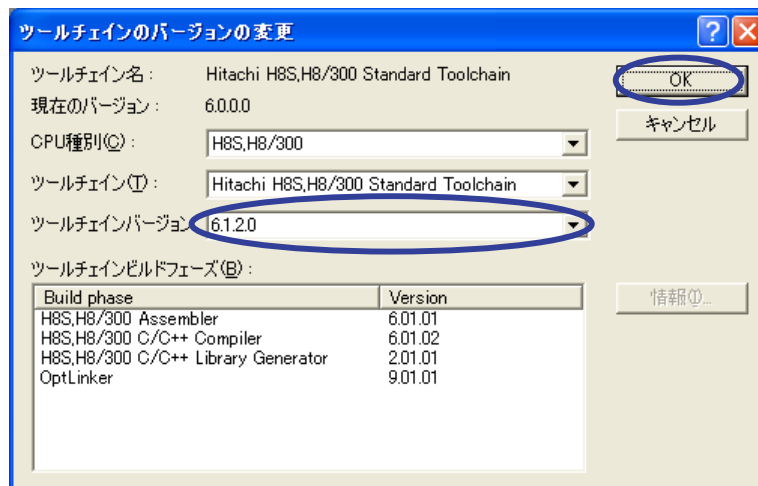 ツールチェインのバージョンの変更
ツールチェイン名 : Hitachi H8S,H8/300 Standard Toolchain
OK
現在のバージョン : 6.0.0.0
キャンセル
CPU種別(C) : H8S,H8/300
ツールチェイン(T) : Hitachi H8S,H8/300 Standard Toolchain
ツールチェインバージョン 6.1.2.0
ツールチェインビルドフェーズ(B) :
情報(I)...
Build phase Version
H8S,H8/300 Assembler 6.01.01
H8S,H8/300 C/C++ Compiler 6.01.02
H8S,H8/300 C/C++ Library Generator 2.01.01
OptLinker 9.01.01